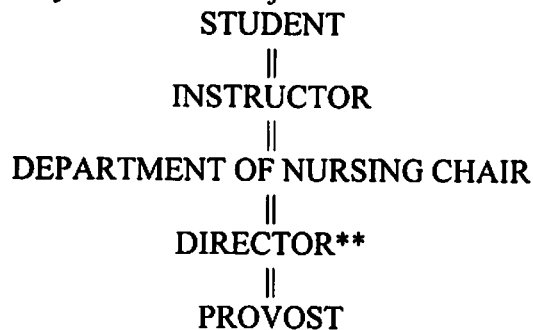 STUDENT
||
INSTRUCTOR
||
DEPARTMENT OF NURSING CHAIR
||
DIRECTOR**
||
PROVOST